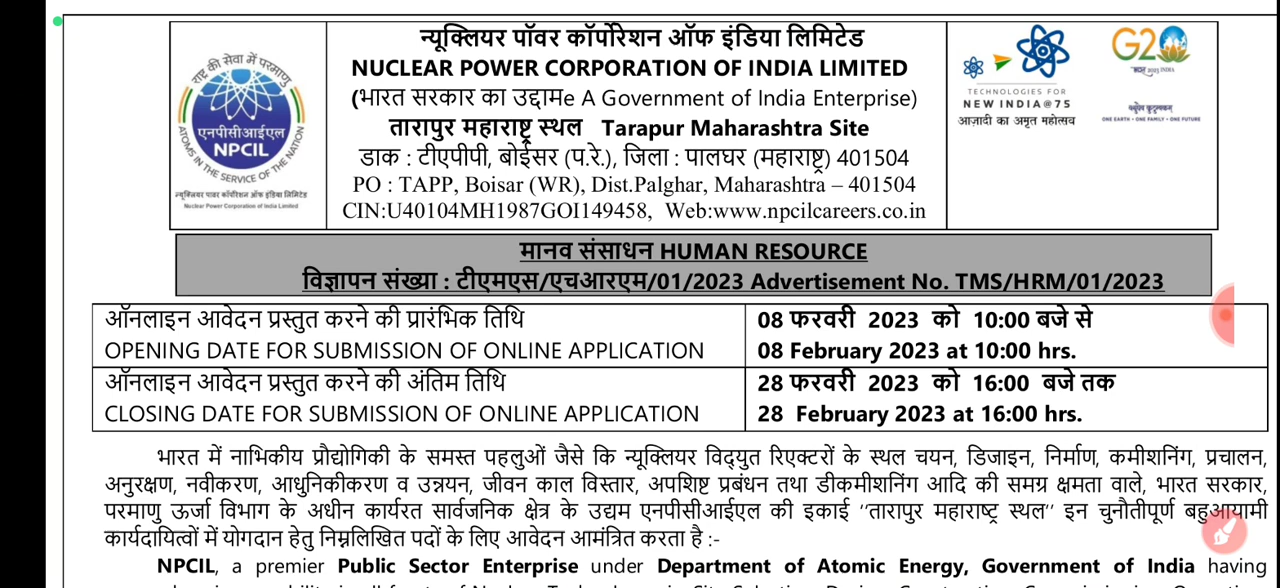 न्यूक्लियर पॉवर कॉर्पोरेशन ऑफ इंडिया लिमिटेड
NUCLEAR POWER CORPORATION OF INDIA LIMITED
(भारत सरकार का उद्दामe A Government of India Enterprise)
तारापुर महाराष्ट्र स्थल Tarapur Maharashtra Site
डाक : टीएपीपी, बोईसर (प.रे.), जिला : पालघर (महाराष्ट्र) 401504
PO : TAPP, Boisar (WR), Dist.Palghar, Maharashtra – 401504
CIN:U40104MH1987GOI149458, Web:www.npcilcareers.co.in
राष्ट्र की सेवा में परमाणु
एनपीसीआईएल
NPCIL
ATOMS IN THE SERVICE OF THE NATION
न्यूक्लियर पावर कॉर्पोरेशन ऑफ इंडिया लिमिटेड
Nuclear Power Corporation of India Limited
TECHNOLOGIES FOR
NEW INDIA@75
आज़ादी का अमृत महोत्सव
G20
भारत 2023 INDIA
वसुधैव कुटुम्बकम्
ONE EARTH • ONE FAMILY • ONE FUTURE
मानव संसाधन HUMAN RESOURCE
विज्ञापन संख्या : टीएमएस/एचआरएम/01/2023 Advertisement No. TMS/HRM/01/2023
ऑनलाइन आवेदन प्रस्तुत करने की प्रारंभिक तिथि
OPENING DATE FOR SUBMISSION OF ONLINE APPLICATION
08 फरवरी 2023 को 10:00 बजे से
08 February 2023 at 10:00 hrs.
ऑनलाइन आवेदन प्रस्तुत करने की अंतिम तिथि
CLOSING DATE FOR SUBMISSION OF ONLINE APPLICATION
28 फरवरी 2023 को 16:00 बजे तक
28 February 2023 at 16:00 hrs.
भारत में नाभिकीय प्रौद्योगिकी के समस्त पहलुओं जैसे कि न्यूक्लियर विद्युत रिएक्टरों के स्थल चयन, डिजाइन, निर्माण, कमीशनिंग, प्रचालन,
अनुरक्षण, नवीकरण, आधुनिकीकरण व उन्नयन, जीवन काल विस्तार, अपशिष्ट प्रबंधन तथा डीकमीशनिंग आदि की समग्र क्षमता वाले, भारत सरकार,
परमाणु ऊर्जा विभाग के अधीन कार्यरत सार्वजनिक क्षेत्र के उद्यम एनपीसीआईएल की इकाई ''तारापुर महाराष्ट्र स्थल'' इन चुनौतीपूर्ण बहुआयामी
कार्यदायित्वों में योगदान हेतु निम्नलिखित पदों के लिए आवेदन आमंत्रित करता है :-
NPCIL, a premier Public Sector Enterprise under Department of Atomic Energy, Government of India having